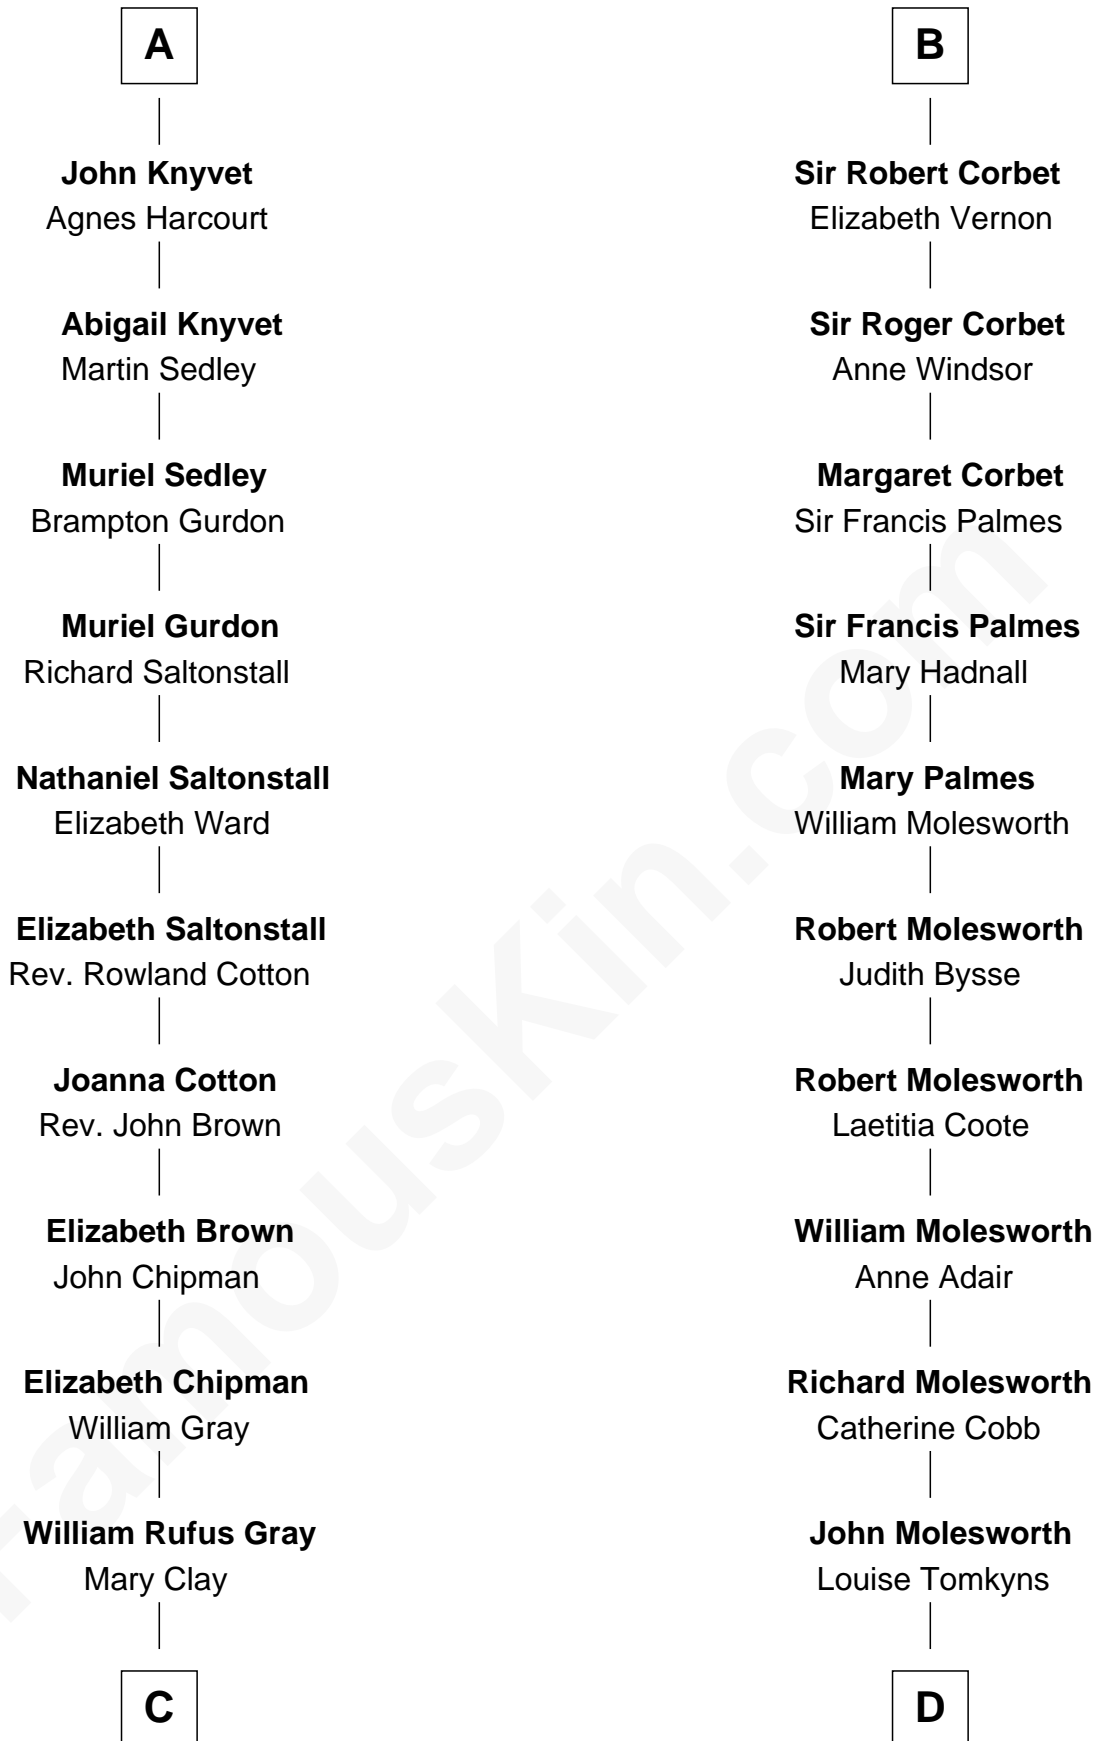 A
John Knyvet
Agnes Harcourt
Abigail Knyvet
Martin Sedley
Muriel Sedley
Brampton Gurdon
Muriel Gurdon
Richard Saltonstall
Nathaniel Saltonstall
Elizabeth Ward
Elizabeth Saltonstall
Rev. Rowland Cotton
Joanna Cotton
Rev. John Brown
Elizabeth Brown
John Chipman
Elizabeth Chipman
William Gray
William Rufus Gray
Mary Clay
C
B
Sir Robert Corbet
Elizabeth Vernon
Sir Roger Corbet
Anne Windsor
Margaret Corbet
Sir Francis Palmes
Sir Francis Palmes
Mary Hadnall
Mary Palmes
William Molesworth
Robert Molesworth
Judith Bysse
Robert Molesworth
Laetitia Coote
William Molesworth
Anne Adair
Richard Molesworth
Catherine Cobb
John Molesworth
Louise Tomkyns
D
FamousKin.com